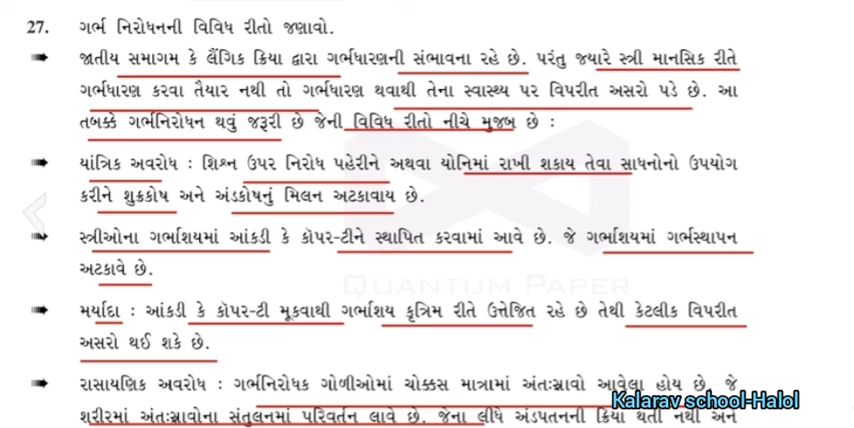 27. ગર્ભ નિરોધનની વિવિધ રીતો જણાવો.
➠ જાતીય સમાગમ કે લૈંગિક ક્રિયા દ્વારા ગર્ભધારણની સંભાવના રહે છે. પરંતુ જ્યારે સ્ત્રી માનસિક રીતે
ગર્ભધારણ કરવા તૈયાર નથી તો ગર્ભધારણ થવાથી તેના સ્વાસ્થ્ય પર વિપરીત અસરો પડે છે. આ
તબક્કે ગર્ભનિરોધન થવું જરૂરી છે જેની વિવિધ રીતો નીચે મુજબ છે :
➠ યાંત્રિક અવરોધ : શિશ્ન ઉપર નિરોધ પહેરીને અથવા યોનિમાં રાખી શકાય તેવા સાધનોનો ઉપયોગ
કરીને શુક્રકોષ અને અંડકોષનું મિલન અટકાવાય છે.
➠ સ્ત્રીઓના ગર્ભાશયમાં આંકડી કે કૉપર-ટીને સ્થાપિત કરવામાં આવે છે. જે ગર્ભાશયમાં ગર્ભસ્થાપન
અટકાવે છે.
QUANTUM PAPER
➠ મર્યાદા : આંકડી કે કૉપર-ટી મૂકવાથી ગર્ભાશય કૃત્રિમ રીતે ઉત્તેજિત રહે છે તેથી કેટલીક વિપરીત
અસરો થઈ શકે છે.
➠ રાસાયણિક અવરોધ : ગર્ભનિરોધક ગોળીઓમાં ચોક્કસ માત્રામાં અંતઃસ્ત્રાવો આવેલા હોય છે. જે
Kalarav school-Halol
શરીરમાં અંતઃસ્ત્રાવોના સંતુલનમાં પરિવર્તન લાવે છે. જેના લીધે અંડપતનની ક્રિયા થતી નથી અને